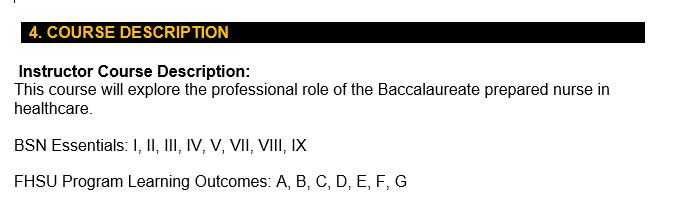 4. COURSE DESCRIPTION
Instructor Course Description:
This course will explore the professional role of the Baccalaureate prepared nurse in
healthcare.
BSN Essentials: I, II, III, IV, V, VII, VIII, IX
FHSU Program Learning Outcomes: A, B, C, D, E, F, G